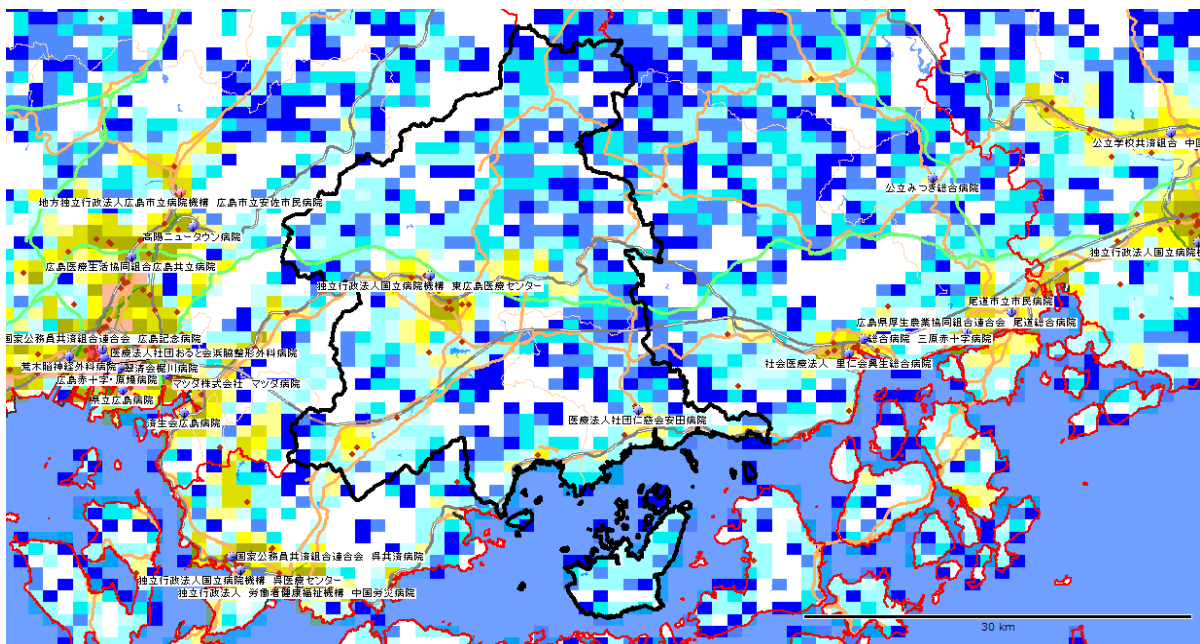 公立学校共済組合 中国
公立みつぎ総合病院
地方独立行政法人広島市立病院機構 広島市立安佐市民病院
高陽ニュータウン病院
独立行政法人国立病院機
広島医療生活協同組合広島共立病院
独立行政法人国立病院機構 東広島医療センター
尾道市立市民病院
広島県厚生農業協同組合連合会 尾道総合病院
国家公務員共済組合連合会 広島記念病院
総合病院 三原赤十字病院
医療法人社団おると会浜脇整形外科病院
荒木脳神経外科病院
翠清会梶川病院
社会医療法人 里仁会興生総合病院
広島赤十字・原爆病院
マツダ株式会社 マツダ病院
県立広島病院
済生会広島病院
医療法人社団仁慈会安田病院
国家公務員共済組合連合会 呉共済病院
独立行政法人国立病院機構 呉医療センター
独立行政法人 労働者健康福祉機構 中国労災病院
30 km